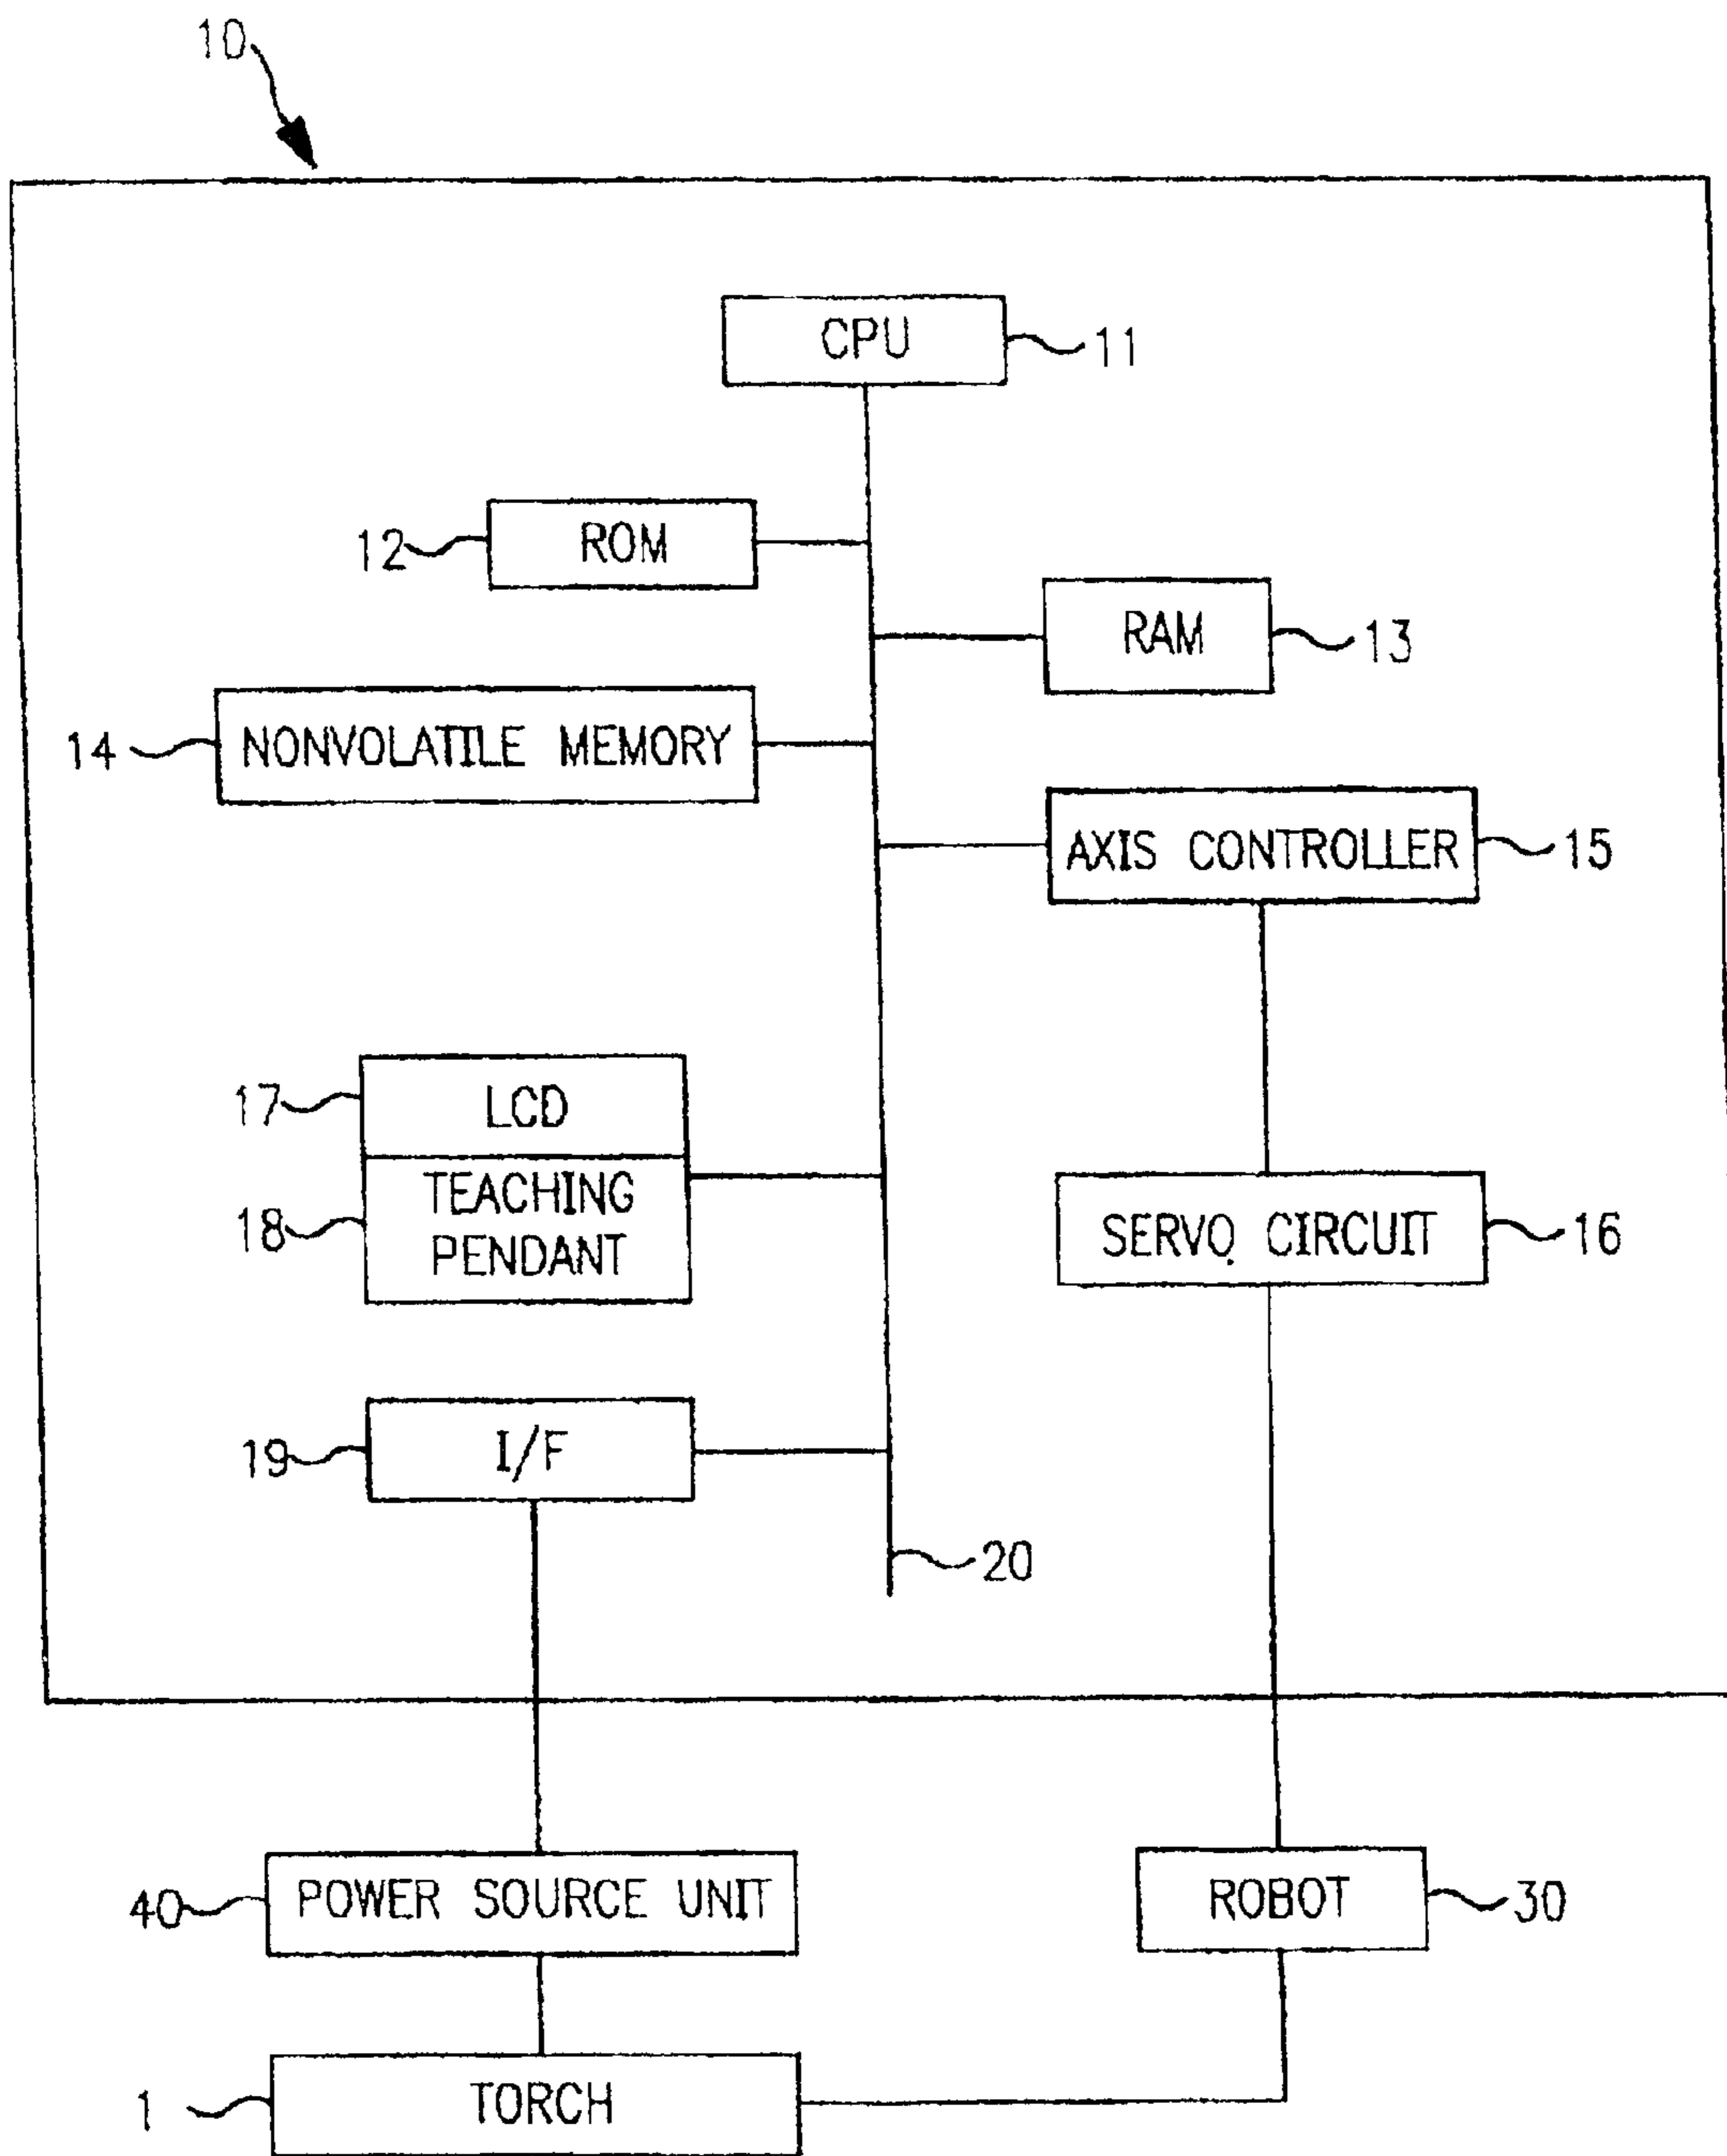 10
CPU
11
12
ROM
RAM
13
14
NONVOLATILE MEMORY
AXIS CONTROLLER
15
17
LCD
18
TEACHING
PENDANT
SERVO CIRCUIT
16
19
I/F
20
40
POWER SOURCE UNIT
ROBOT
30
1
TORCH